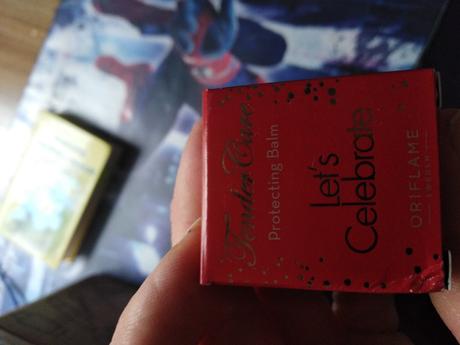 Tender Care
Protecting Balm
Let's
Celebrate
ORIFLAME
SWEDEN